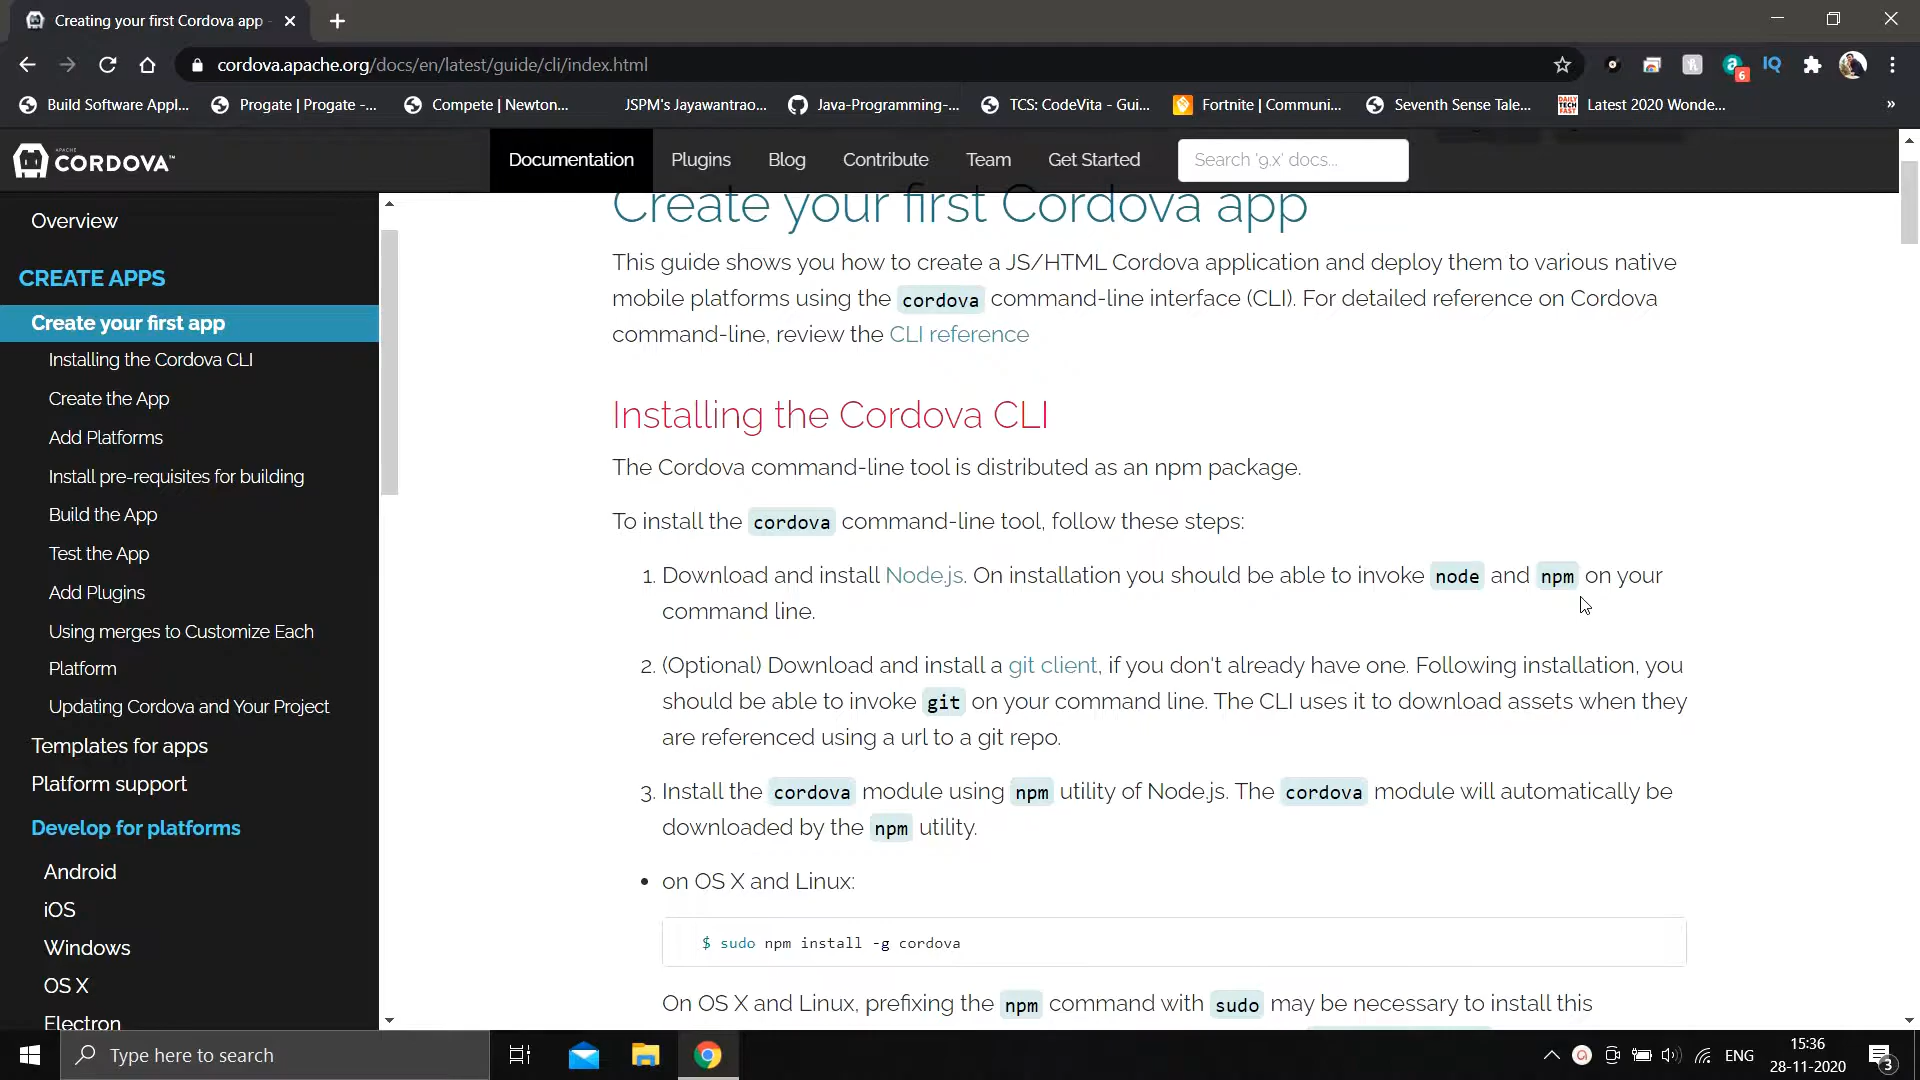 Creating your first Cordova app -
cordova.apache.org/docs/en/latest/guide/cli/index.html
6
IQ
Build Software Appl...
Progate | Progate -...
Compete | Newton...
JSPM's Jayawantrao...
Java-Programming-...
TCS: CodeVita - Gui...
Fortnite | Communi...
Seventh Sense Tale...
DAILY TECH FAST
Latest 2020 Wonde...
»
APACHE
CORDOVA™
Documentation
Plugins
Blog
Contribute
Team
Get Started
Search '9.x' docs...
Overview
CREATE APPS
Create your first app
Installing the Cordova CLI
Create the App
Add Platforms
Install pre-requisites for building
Build the App
Test the App
Add Plugins
Using merges to Customize Each
Platform
Updating Cordova and Your Project
Templates for apps
Platform support
Develop for platforms
Android
iOS
Windows
OS X
Electron
Create your first Cordova app
This guide shows you how to create a JS/HTML Cordova application and deploy them to various native
mobile platforms using the cordova command-line interface (CLI). For detailed reference on Cordova
command-line, review the CLI reference
Installing the Cordova CLI
The Cordova command-line tool is distributed as an npm package.
To install the cordova command-line tool, follow these steps:
1. Download and install Node.js. On installation you should be able to invoke node and npm on your
command line.
2. (Optional) Download and install a git client, if you don't already have one. Following installation, you
should be able to invoke git on your command line. The CLI uses it to download assets when they
are referenced using a url to a git repo.
3. Install the cordova module using npm utility of Node.js. The cordova module will automatically be
downloaded by the npm utility.
• on OS X and Linux:
$ sudo npm install -g cordova
On OS X and Linux, prefixing the npm command with sudo may be necessary to install this
Type here to search
ENG
15:36
28-11-2020
3